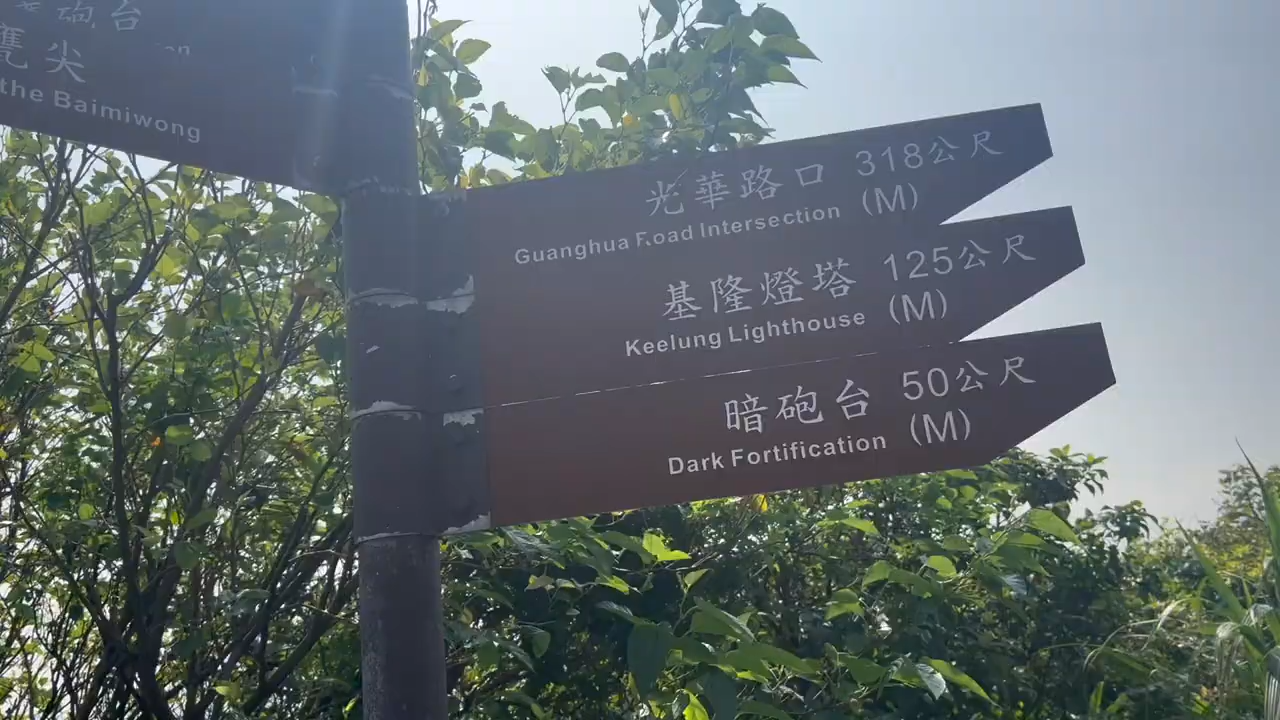 砲台
甕尖
the Baimiwong
光華路口 318公尺
Guanghua Road Intersection (M)
基隆燈塔 125公尺
Keelung Lighthouse (M)
暗砲台 50公尺
Dark Fortification (M)